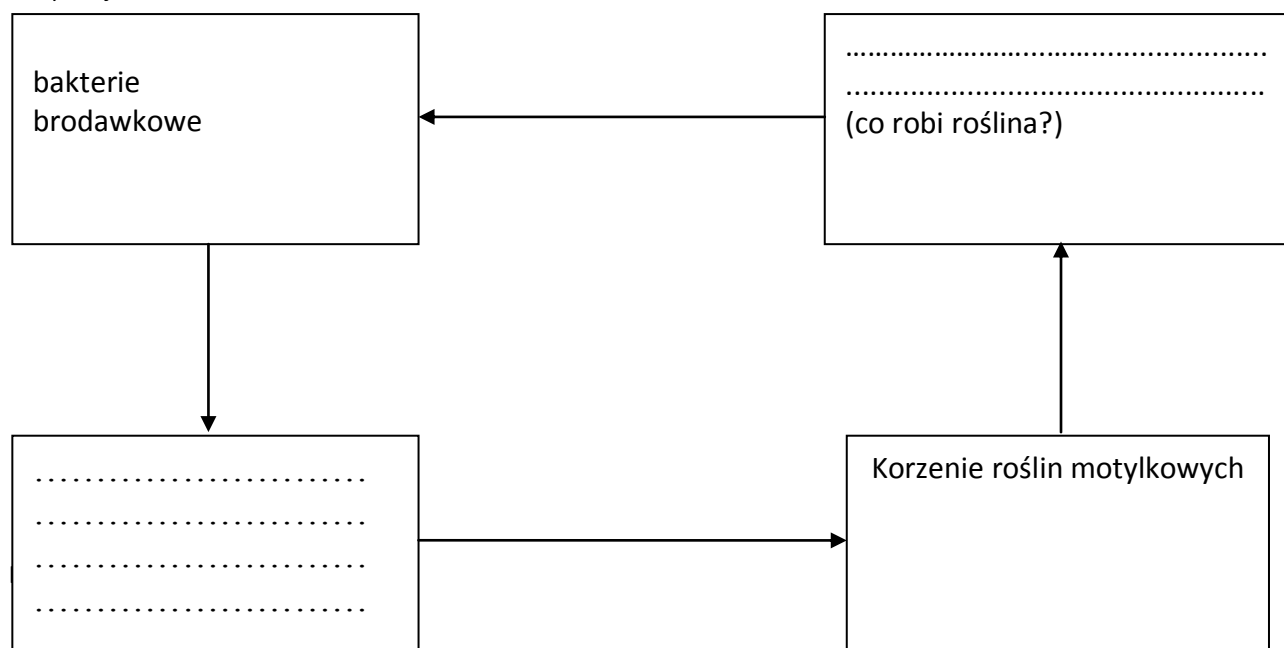 bakterie
brodawkowe
……………………………………………….
……………………………………………….
(co robi roślina?)
...........................
...........................
...........................
...........................
Korzenie roślin motylkowych